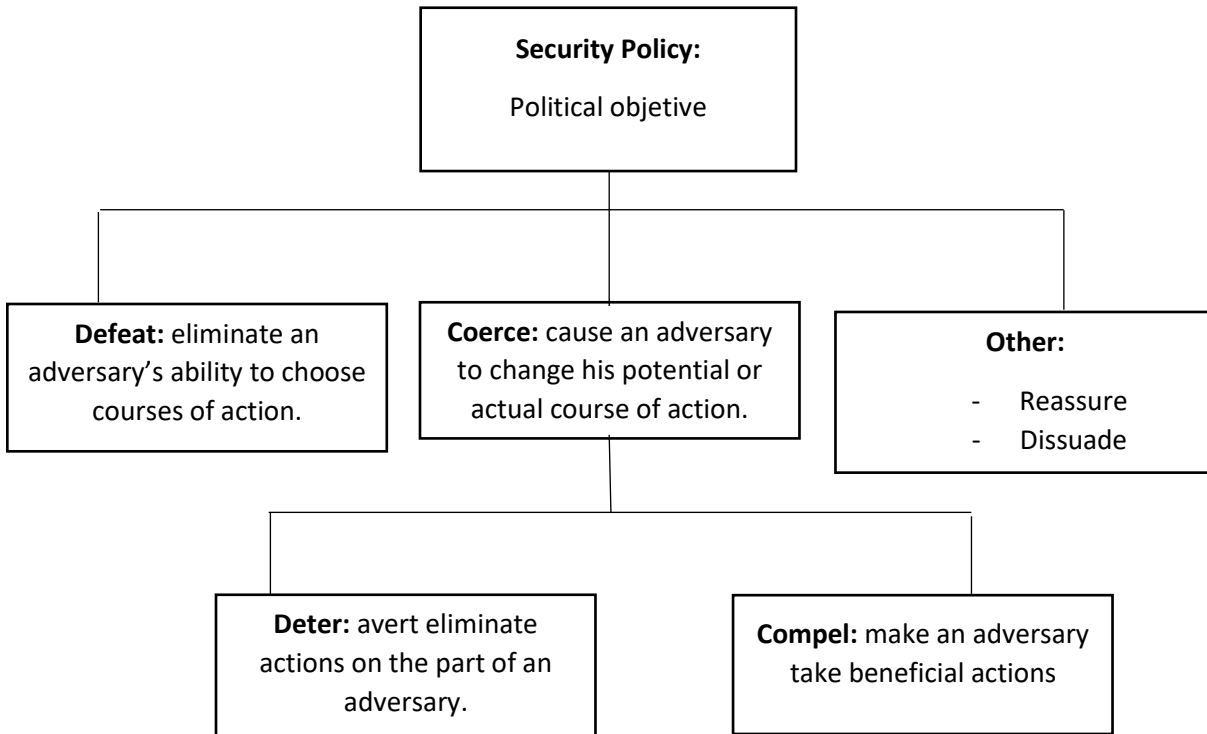 Security Policy:
Political objetive
Defeat: eliminate an
adversary’s ability to choose
courses of action.
Coerce: cause an adversary
to change his potential or
actual course of action.
Other:
- Reassure
- Dissuade
Deter: avert eliminate
actions on the part of an
adversary.
Compel: make an adversary
take beneficial actions